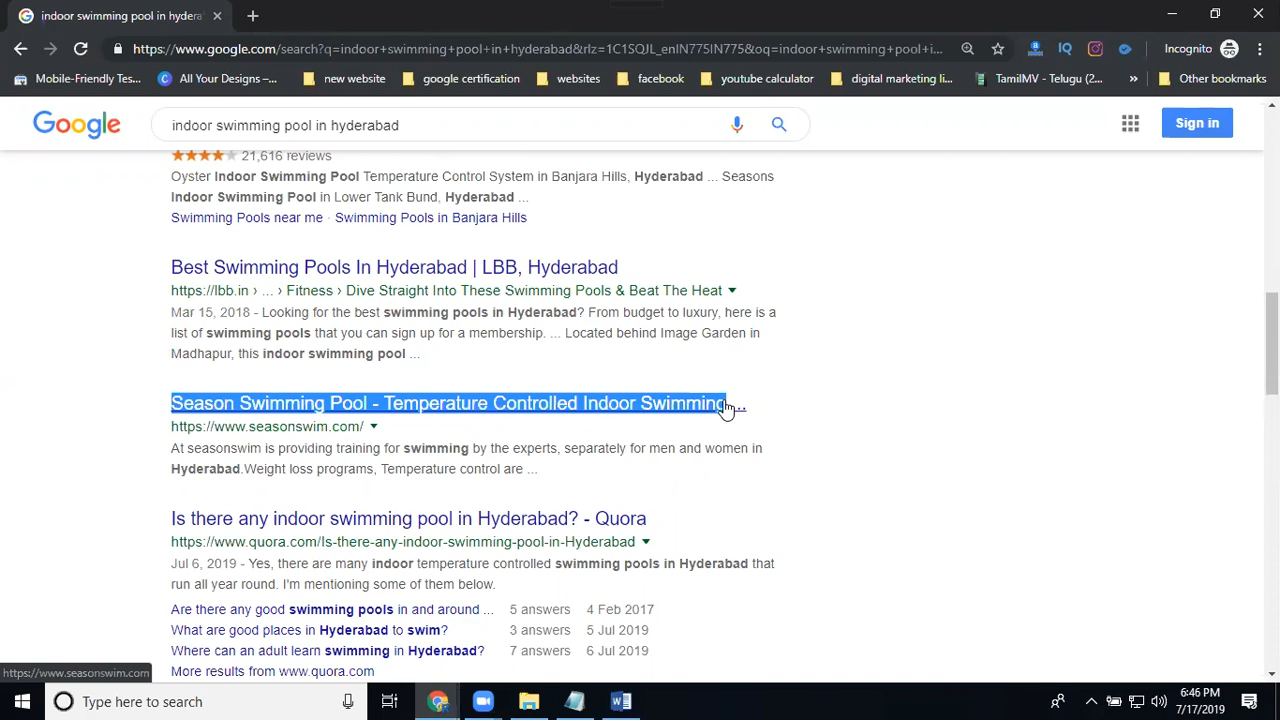 indoor swimming pool in hydera
https://www.google.com/search?q=indoor+swimming+pool+in+hyderabad&rlz=1C1SQJL_enIN775IN775&oq=indoor+swimming+pool+i...
Incognito
Mobile-Friendly Tes...
All Your Designs –...
new website
google certification
websites
facebook
youtube calculator
digital marketing li...
TamilMV - Telugu (2...
Other bookmarks
Google
indoor swimming pool in hyderabad
Sign in
21,616 reviews
Oyster Indoor Swimming Pool Temperature Control System in Banjara Hills, Hyderabad ... Seasons
Indoor Swimming Pool in Lower Tank Bund, Hyderabad ...
Swimming Pools near me · Swimming Pools in Banjara Hills
Best Swimming Pools In Hyderabad | LBB, Hyderabad
https://lbb.in › ... › Fitness › Dive Straight Into These Swimming Pools & Beat The Heat
Mar 15, 2018 - Looking for the best swimming pools in Hyderabad? From budget to luxury, here is a
list of swimming pools that you can sign up for a membership. ... Located behind Image Garden in
Madhapur, this indoor swimming pool ...
Season Swimming Pool - Temperature Controlled Indoor Swimming ...
https://www.seasonswim.com/
At seasonswim is providing training for swimming by the experts, separately for men and women in
Hyderabad.Weight loss programs, Temperature control are ...
Is there any indoor swimming pool in Hyderabad? - Quora
https://www.quora.com/Is-there-any-indoor-swimming-pool-in-Hyderabad
Jul 6, 2019 - Yes, there are many indoor temperature controlled swimming pools in Hyderabad that
run all year round. I'm mentioning some of them below.
Are there any good swimming pools in and around ... 5 answers 4 Feb 2017
What are good places in Hyderabad to swim? 3 answers 5 Jul 2019
Where can an adult learn swimming in Hyderabad? 7 answers 6 Jul 2019
More results from www.quora.com
https://www.seasonswim.com
Type here to search
6:46 PM
7/17/2019